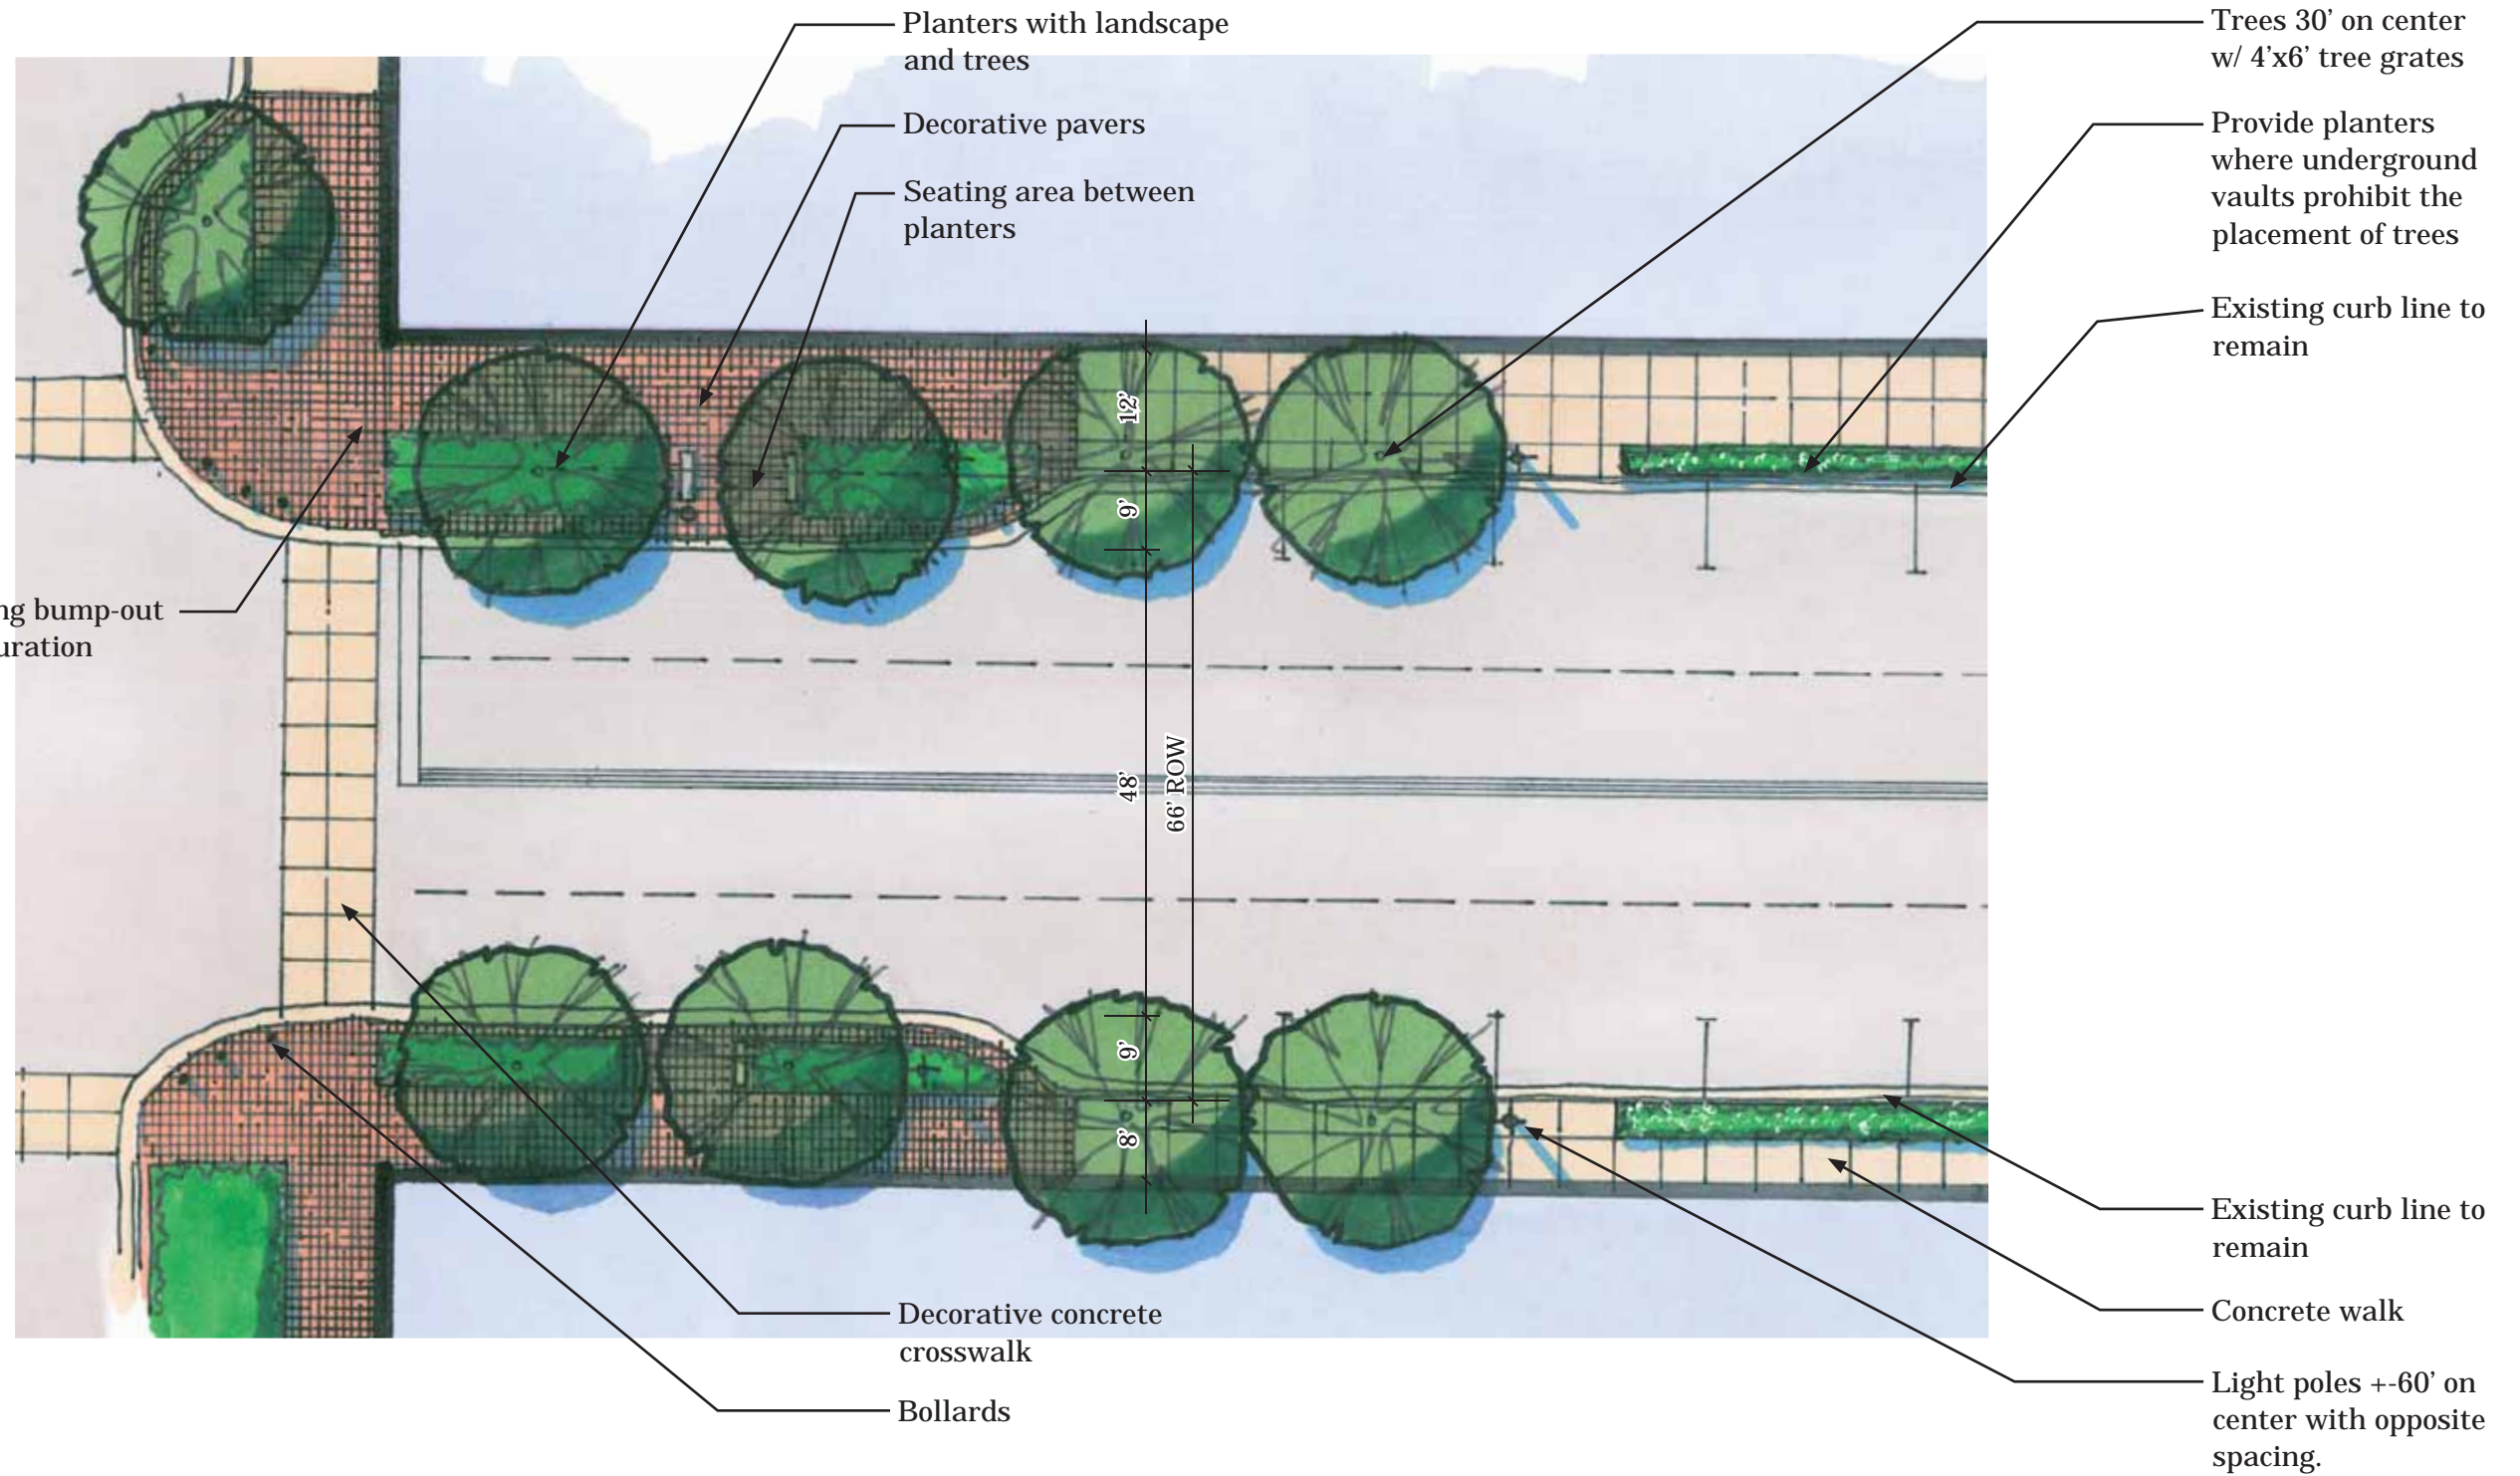 Planters with landscape
and trees
Decorative pavers
Seating area between
planters
Trees 30' on center
w/ 4'x6' tree grates
Provide planters
where underground
vaults prohibit the
placement of trees
Existing curb line to
remain
12'
9'
48'
66' ROW
9'
8'
bump-out
Decorative concrete
crosswalk
Bollards
Existing curb line to
remain
Concrete walk
Light poles +-60' on
center with opposite
spacing.